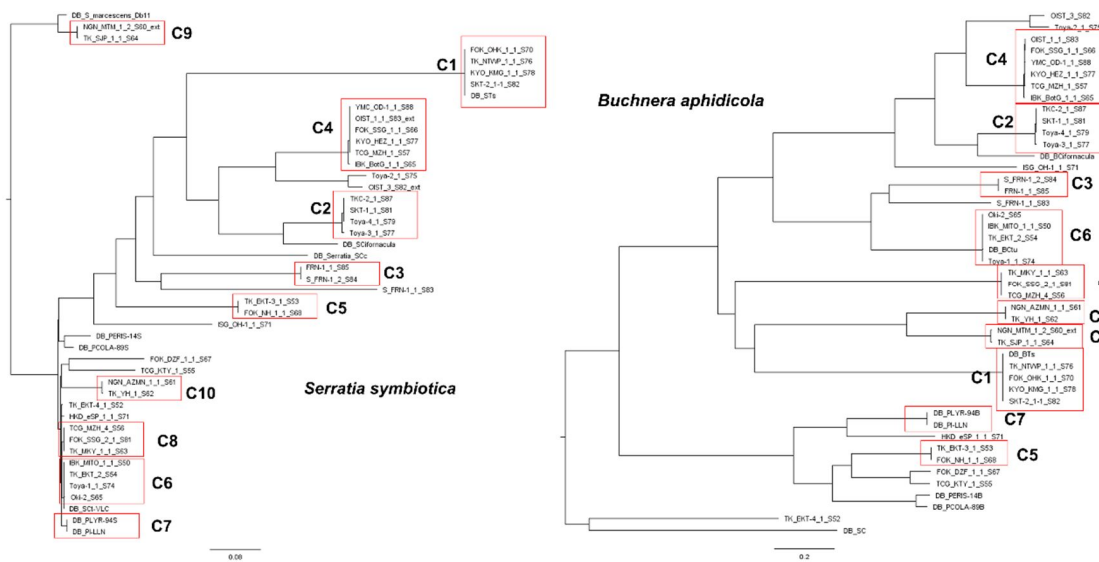 DB_S_marcescens_Db11
NGN_MTM_1_2_S60_ext
TK_SJP_1_1_S64
C9
FOK_OHK_1_1_S70
TK_NTWP_1_1_S76
KYO_KMG_1_1_S78
SKT-2_1-1_S82
DB_STs
C1
YMC_OD-1_1_S88
OIST_1_1_S83_ext
FOK_SSG_1_1_S66
KYO_HEZ_1_1_S77
TCG_MZH_1_S57
IBK_BotG_1_1_S65
C4
Toya-2_1_S75
OIST_3_S82_ext
TKC-2_1_S87
SKT-1_1_S81
Toya-4_1_S79
Toya-3_1_S77
C2
DB_SCifornacula
DB_Serratia_SCc
FRN-1_1_S85
S_FRN-1_2_S84
C3
S_FRN-1_1_S83
TK_EKT-3_1_S53
FOK_NH_1_1_S68
C5
ISG_OH-1_1_S71
DB_PERIS-14S
DB_PCOLA-89S
FOK_DZF_1_1_S67
TCG_KTY_1_S55
NGN_AZMN_1_1_S61
TK_YH_1_S62
C10
Serratia symbiotica
TK_EKT-4_1_S52
HKD_eSP_1_1_S71
TCG_MZH_4_S56
FOK_SSG_2_1_S81
TK_MKY_1_1_S63
C8
IBK_MITO_1_1_S50
TK_EKT_2_S54
Toya-1_1_S74
OH-2_S65
DB_SCt-VLC
C6
DB_PLYR-94S
DB_PI-LLN
C7
0.08
Buchnera aphidicola
OIST_3_S82
Toya-2_1_S75
OIST_1_1_S83
FOK_SSG_1_1_S66
YMC_OD-1_1_S88
KYO_HEZ_1_1_S77
TCG_MZH_1_S57
IBK_BotG_1_1_S65
C4
TKC-2_1_S87
SKT-1_1_S81
Toya-4_1_S79
Toya-3_1_S77
C2
DB_BCifornacula
ISG_OH-1_1_S71
S_FRN-1_2_S84
FRN-1_1_S85
C3
S_FRN-1_1_S83
OH-2_S65
IBK_MITO_1_1_S50
TK_EKT_2_S54
DB_BCtu
Toya-1_1_S74
C6
TK_MKY_1_1_S63
FOK_SSG_2_1_S81
TCG_MZH_4_S56
NGN_AZMN_1_1_S61
TK_YH_1_S62
C
NGN_MTM_1_2_S60_ext
TK_SJP_1_1_S64
C
DB_BTs
TK_NTWP_1_1_S76
FOK_OHK_1_1_S70
KYO_KMG_1_1_S78
SKT-2_1-1_S82
C1
DB_PLYR-94B
DB_PI-LLN
C7
HKD_eSP_1_1_S71
TK_EKT-3_1_S53
FOK_NH_1_1_S68
C5
FOK_DZF_1_1_S67
TCG_KTY_1_S55
DB_PERIS-14B
DB_PCOLA-89B
TK_EKT-4_1_S52
DB_SC
0.2